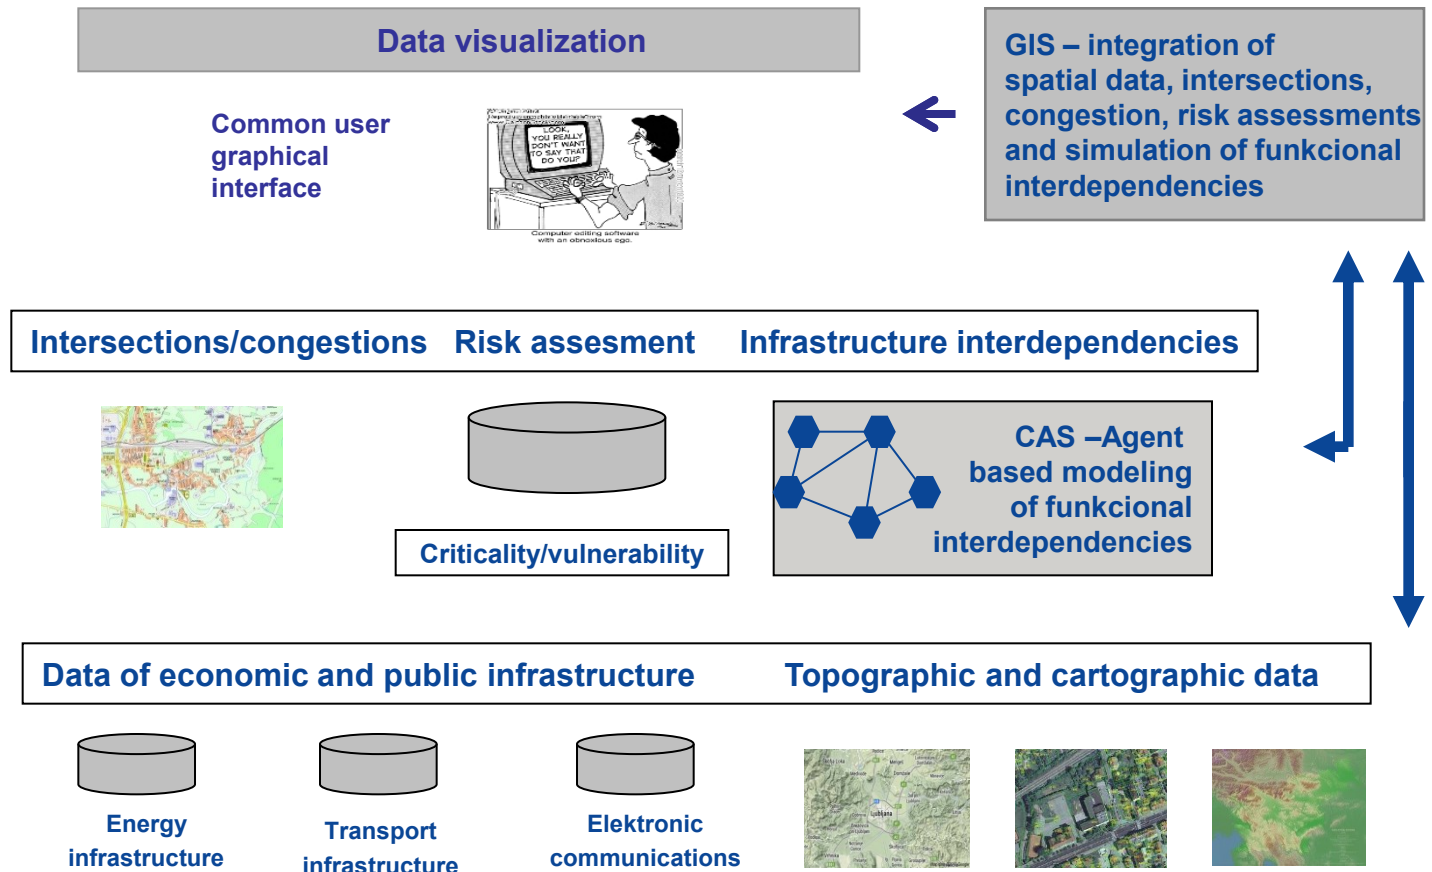 Data visualization
GIS – integration of
spatial data, intersections,
congestion, risk assessments
and simulation of funkcional
interdependencies
Common user
graphical
interface
LOOK,
YOU REALLY
DON'T WANT
TO SAY THAT
DO YOU?
Computer editing software
with an obnoxious ego.
Intersections/congestions Risk assesment Infrastructure interdependencies
CAS –Agent
based modeling
of funkcional
interdependencies
Criticality/vulnerability
Data of economic and public infrastructure Topographic and cartographic data
Energy
infrastructure
Transport
infrastructure
Elektronic
communications
Ljubljana